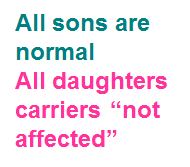 All sons are
normal
All daughters
carriers “not
affected”